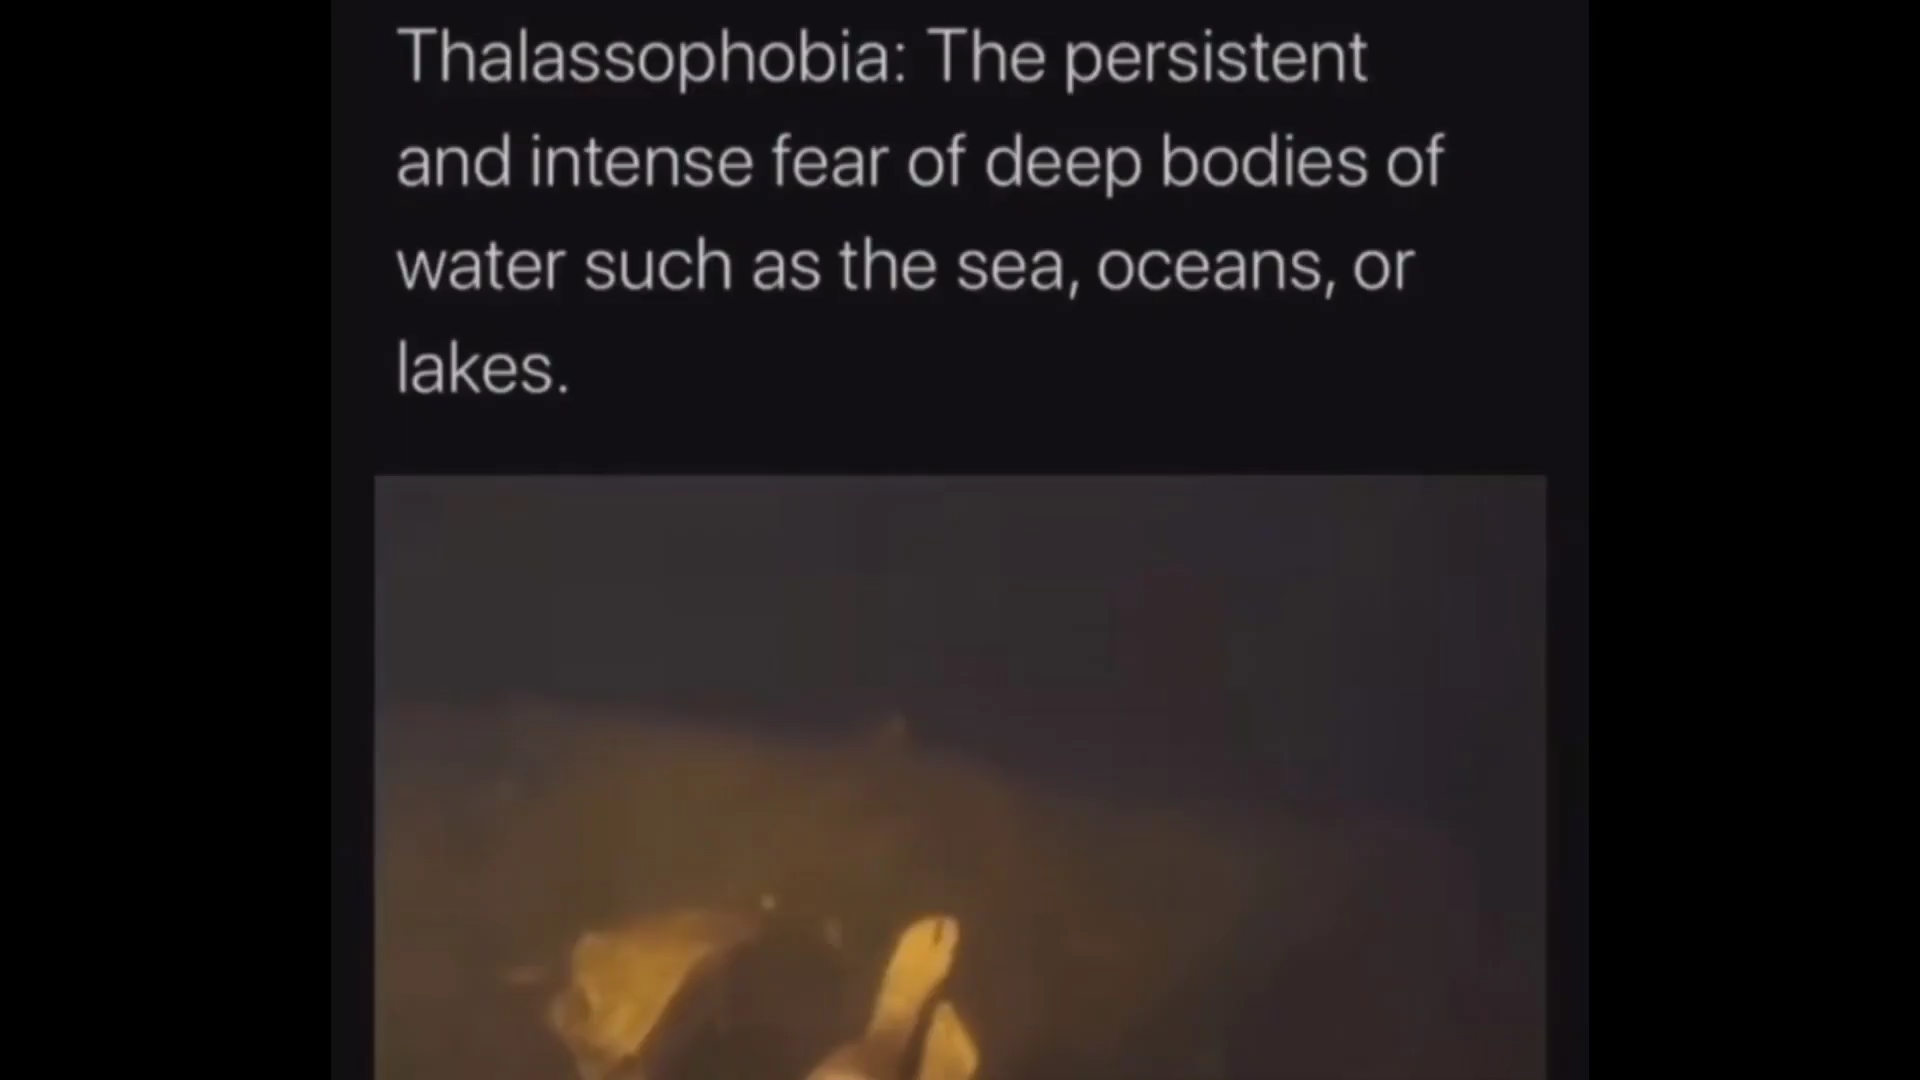 Thalassophobia: The persistent
and intense fear of deep bodies of
water such as the sea, oceans, or
lakes.